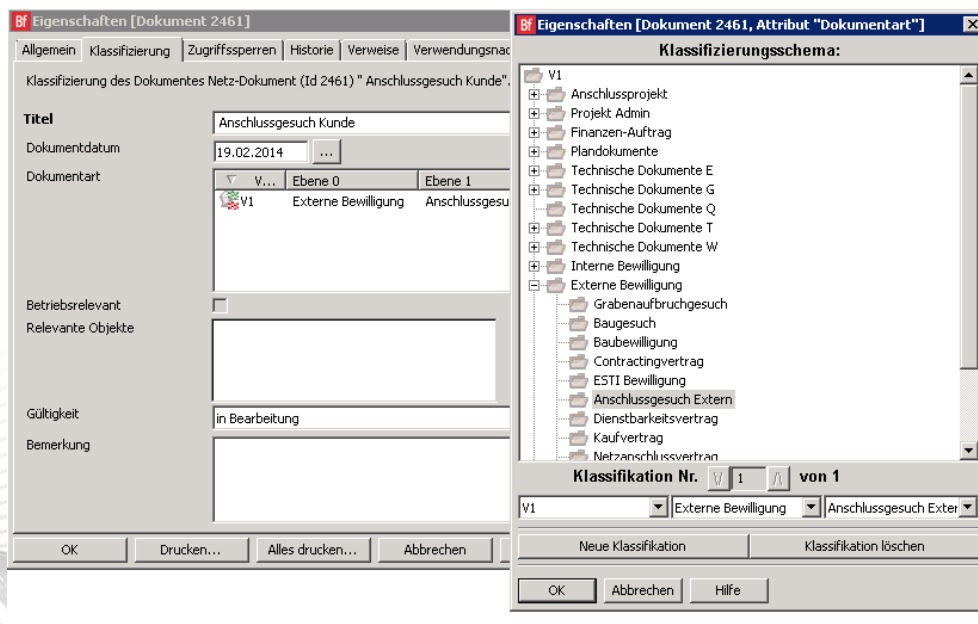 Bf Eigenschaften [Dokument 2461]
Allgemein Klassifizierung Zugriffssperren Historie Verweise Verwendungsnac
Klassifizierung des Dokumentes Netz-Dokument (Id 2461) " Anschlussgesuch Kunde".
Titel Anschlussgesuch Kunde
Dokumentdatum 19.02.2014 ...
Dokumentart V... Ebene 0 Ebene 1
V1 Externe Bewilligung Anschlussgesu
Betriebsrelevant
Relevante Objekte
Gültigkeit in Bearbeitung
Bemerkung
OK Drucken... Alles drucken... Abbrechen
Bf Eigenschaften [Dokument 2461, Attribut "Dokumentart"]
Klassifizierungsschema:
V1
Anschlussprojekt
Projekt Admin
Finanzen-Auftrag
Plandokumente
Technische Dokumente E
Technische Dokumente G
Technische Dokumente Q
Technische Dokumente T
Technische Dokumente W
Interne Bewilligung
Externe Bewilligung
Grabenaufbruchgesuch
Baugesuch
Baubewilligung
Contractingvertrag
ESTI Bewilligung
Anschlussgesuch Extern
Dienstbarkeitsvertrag
Kaufvertrag
Netzanschlussvertrag
Klassifikation Nr. \/ 1 /\ von 1
V1 Externe Bewilligung Anschlussgesuch Exter
Neue Klassifikation Klassifikation löschen
OK Abbrechen Hilfe